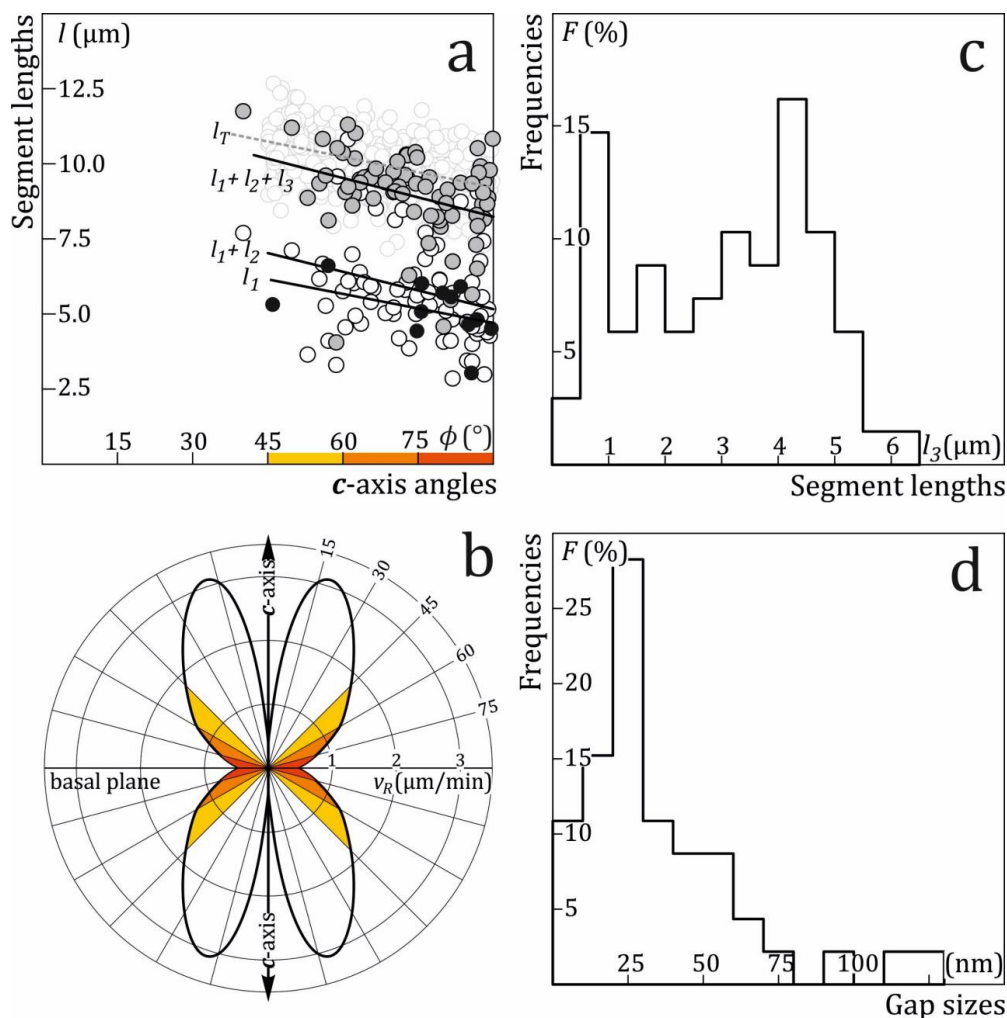 Segment lengths
l (µm)
a
12.5
10.0
7.5
5.0
2.5
l_T
l_1 + l_2 + l_3
l_1 + l_2
l_1
15 30 45 60 75 ϕ (°)
c-axis angles
Frequencies
F (%)
c
15
10
5
1 2 3 4 5 6 l_3 (µm)
Segment lengths
b
c-axis
15
30
45
60
75
basal plane
1 2 3
v_R (µm/min)
c-axis
Frequencies
F (%)
d
25
20
15
10
5
25 50 75 100 (nm)
Gap sizes